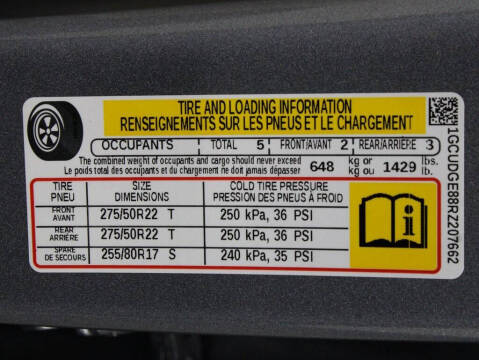 TIRE AND LOADING INFORMATION
RENSEIGNEMENTS SUR LES PNEUS ET LE CHARGEMENT
OCCUPANTS TOTAL 5 FRONT/AVANT 2 REAR/ARRIÈRE 3
The combined weight of occupants and cargo should never exceed
Le poids total des occupants et du chargement ne doit jamais dépasser
648 kg or kg ou 1429 lbs. lb.
TIRE PNEU SIZE DIMENSIONS COLD TIRE PRESSURE PRESSION DES PNEUS À FROID
FRONT AVANT 275/50R22 T 250 kPa, 36 PSI
REAR ARRIÈRE 275/50R22 T 250 kPa, 36 PSI
SPARE DE SECOURS 255/80R17 S 240 kPa, 35 PSI
1GCUDGE88RZ207662